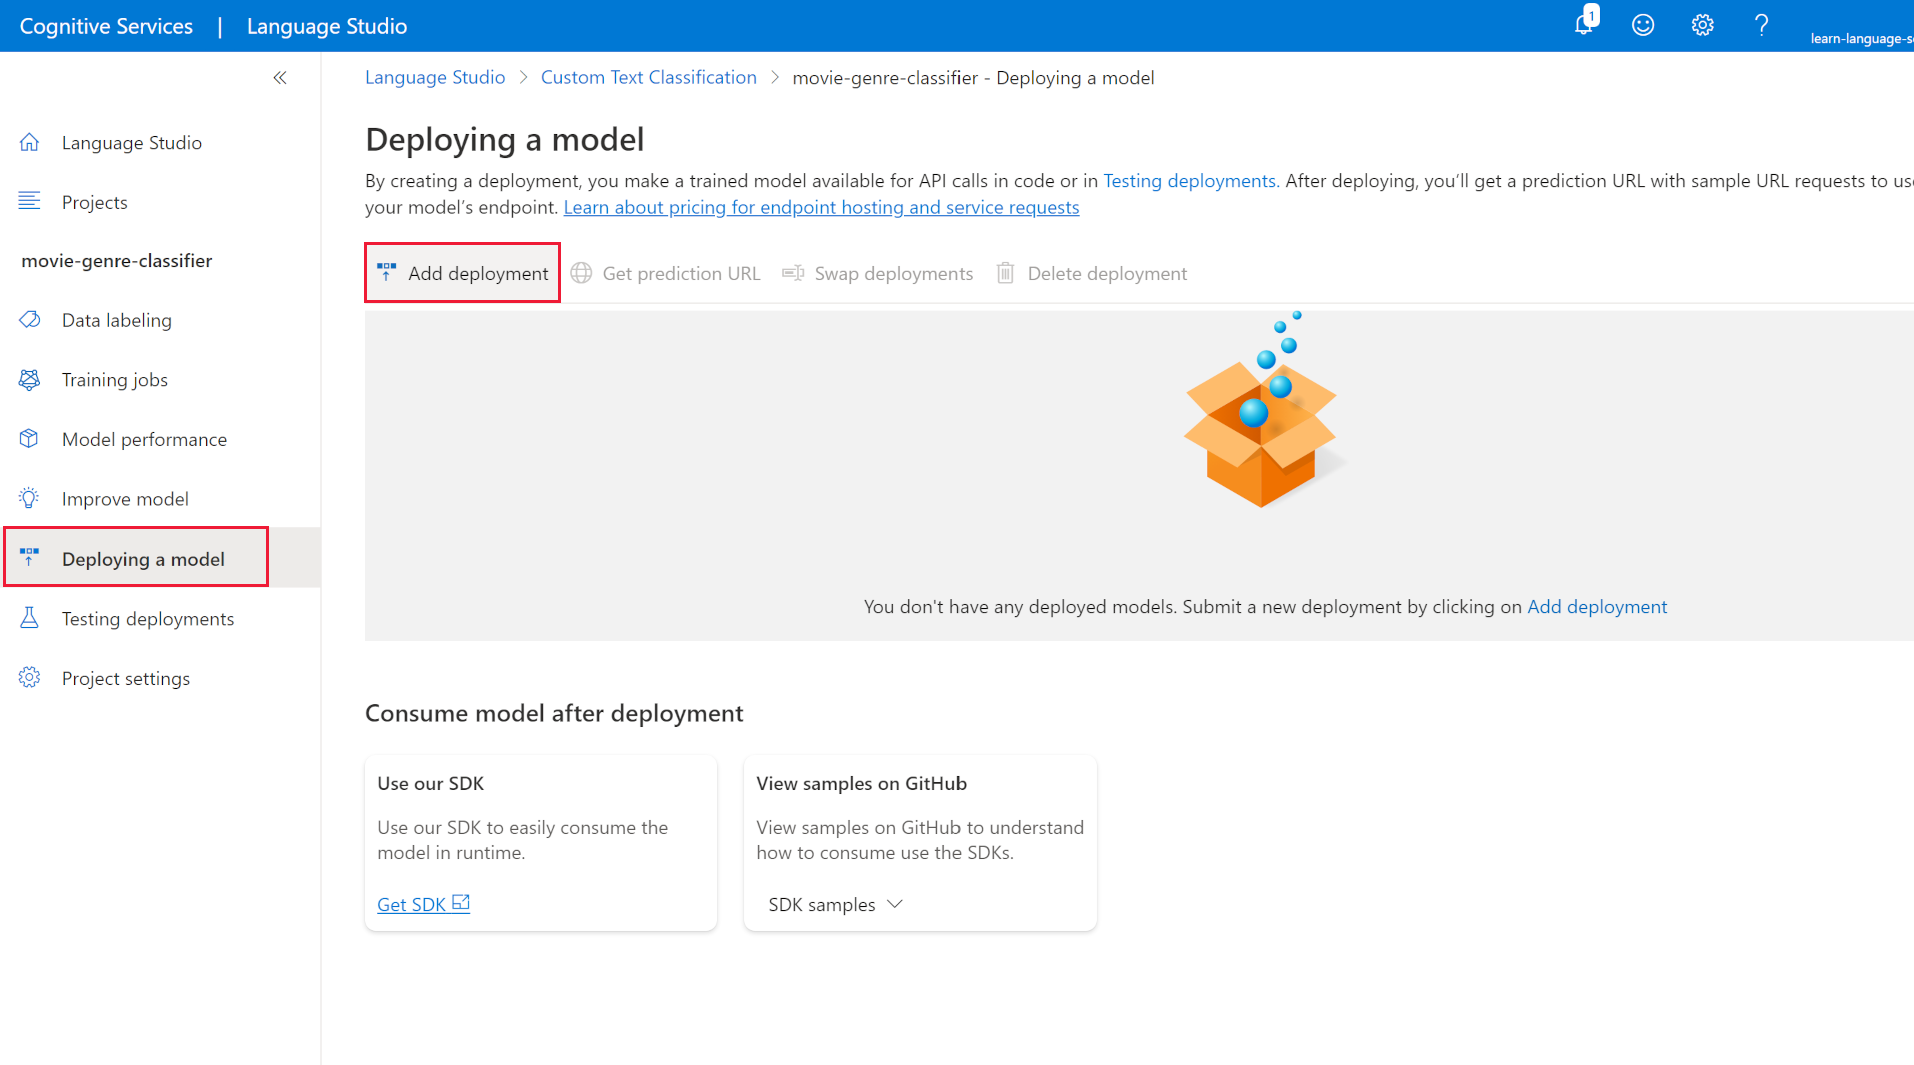 Cognitive Services | Language Studio
1
learn-language-s
Language Studio > Custom Text Classification > movie-genre-classifier - Deploying a model
Language Studio
Projects
movie-genre-classifier
Data labeling
Training jobs
Model performance
Improve model
Deploying a model
Testing deployments
Project settings
Deploying a model
By creating a deployment, you make a trained model available for API calls in code or in Testing deployments. After deploying, you’ll get a prediction URL with sample URL requests to
your model’s endpoint. Learn about pricing for endpoint hosting and service requests
Add deployment Get prediction URL Swap deployments Delete deployment
You don't have any deployed models. Submit a new deployment by clicking on Add deployment
Consume model after deployment
Use our SDK
Use our SDK to easily consume the
model in runtime.
Get SDK
View samples on GitHub
View samples on GitHub to understand
how to consume use the SDKs.
SDK samples